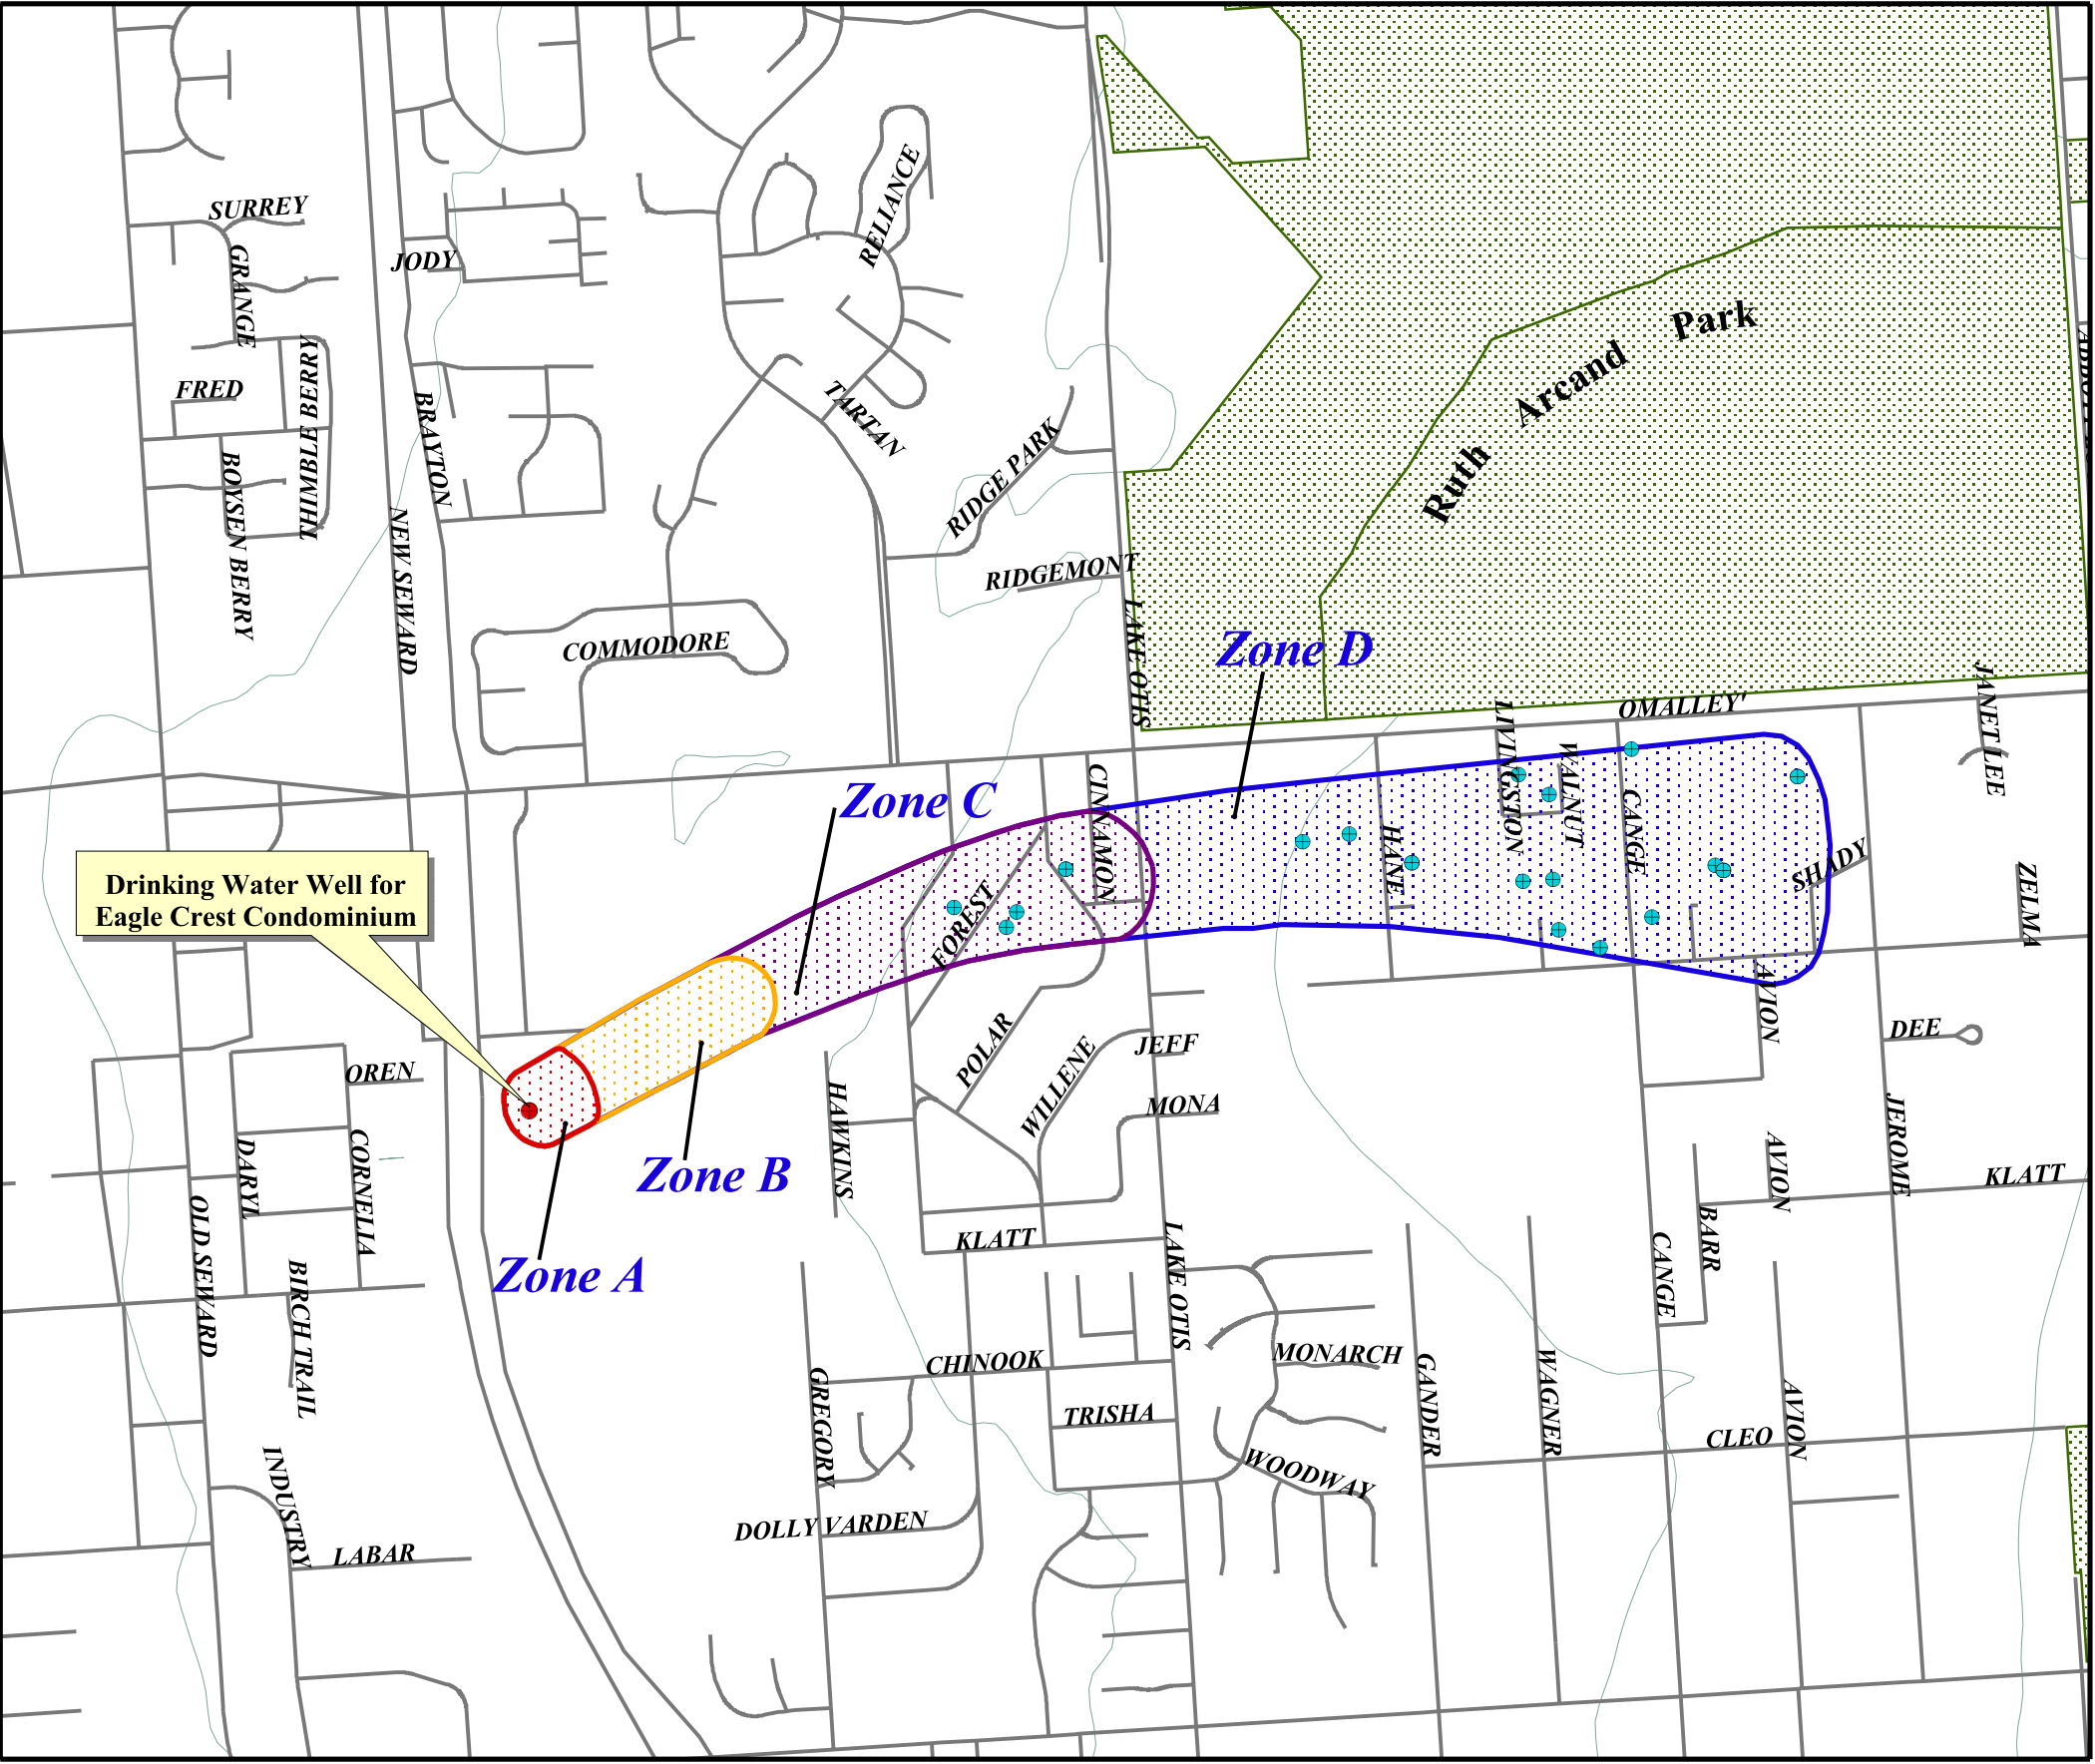 SURREY
GRANGE
JODY
RELIANCE
FRED
THIMBLE BERRY
BOYSEN BERRY
BRAYTON
NEW SEWARD
TARTAN
RIDGE PARK
RIDGEMONT
COMMODORE
LAKE OTIS
Ruth Arcand Park
Zone D
OMALLEY'
JANET LEE
LIVINGSTON
WALNUT
CANGE
Zone C
CINNAMON
HANE
SHADY
ZELMA
Drinking Water Well for
Eagle Crest Condominium
FOREST
AVION
DEE
OREN
POLAR
WILLENE
JEFF
MONA
HAWKINS
JEROME
DARYL
CORNELIA
Zone B
AVION
KLATT
OLD SEWARD
BARR
KLATT
LAKE OTIS
CANGE
Zone A
BIRCH TRAIL
CHINOOK
MONARCH
GREGORY
GANDER
WAGNER
AVION
TRISHA
CLEO
WOODWAY
INDUSTRY
DOLLY VARDEN
LABAR